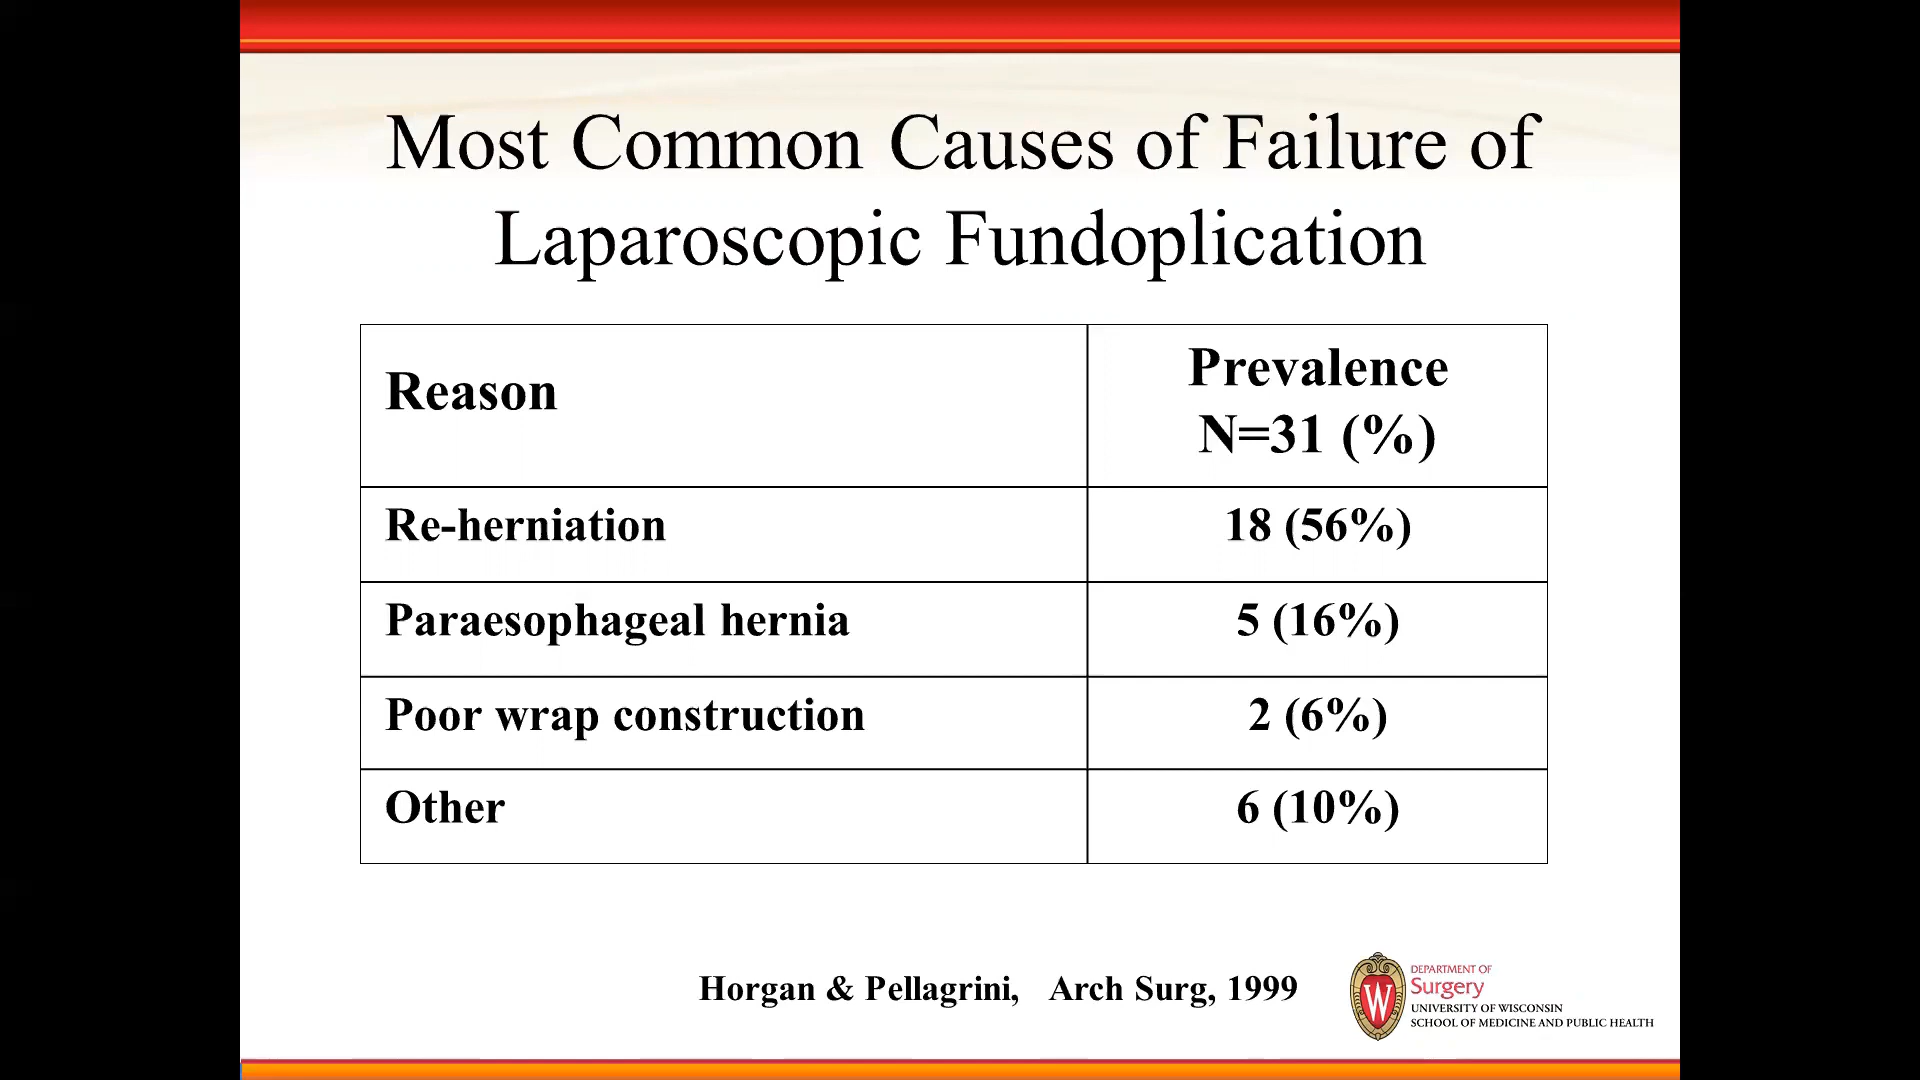 Most Common Causes of Failure of
Laparoscopic Fundoplication
Reason
Prevalence
N=31 (%)
Re-herniation
18 (56%)
Paraesophageal hernia
5 (16%)
Poor wrap construction
2 (6%)
Other
6 (10%)
Horgan & Pellagrini, Arch Surg, 1999
W
DEPARTMENT OF
Surgery
UNIVERSITY OF WISCONSIN
SCHOOL OF MEDICINE AND PUBLIC HEALTH